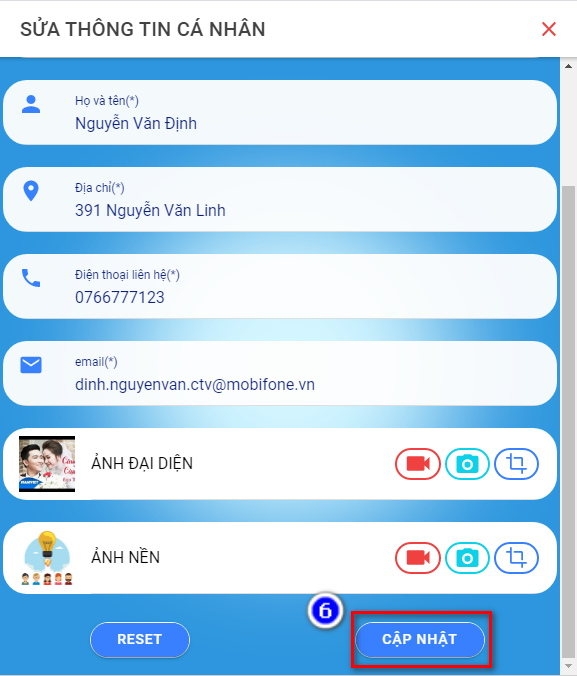 SỬA THÔNG TIN CÁ NHÂN
Họ và tên(*)
Nguyễn Văn Định
Địa chỉ(*)
391 Nguyễn Văn Linh
Điện thoại liên hệ(*)
0766777123
email(*)
dinh.nguyenvan.ctv@mobifone.vn
ẢNH ĐẠI DIỆN
ẢNH NỀN
6
RESET
CẬP NHẬT